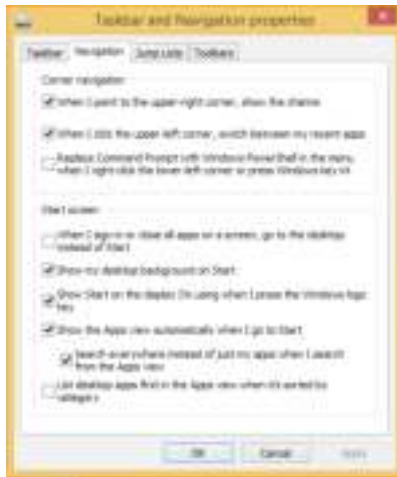 Taskbar and Navigation properties
Taskbar Navigation Jump Lists Toolbars
Corner navigation
When I point to the upper-right corner, show the charms
When I click the upper-left corner, switch between my recent apps
Replace Command Prompt with Windows PowerShell in the menu
when I right-click the lower-left corner or press Windows key+X
Start screen
When I sign in or close all apps on a screen, go to the desktop
instead of Start
Show my desktop background on Start
Show Start on the display I'm using when I press the Windows logo
key
Show the Apps view automatically when I go to Start
Search everywhere instead of just my apps when I search
from the Apps view
List desktop apps first in the Apps view when it's sorted by
category
OK Cancel Apply